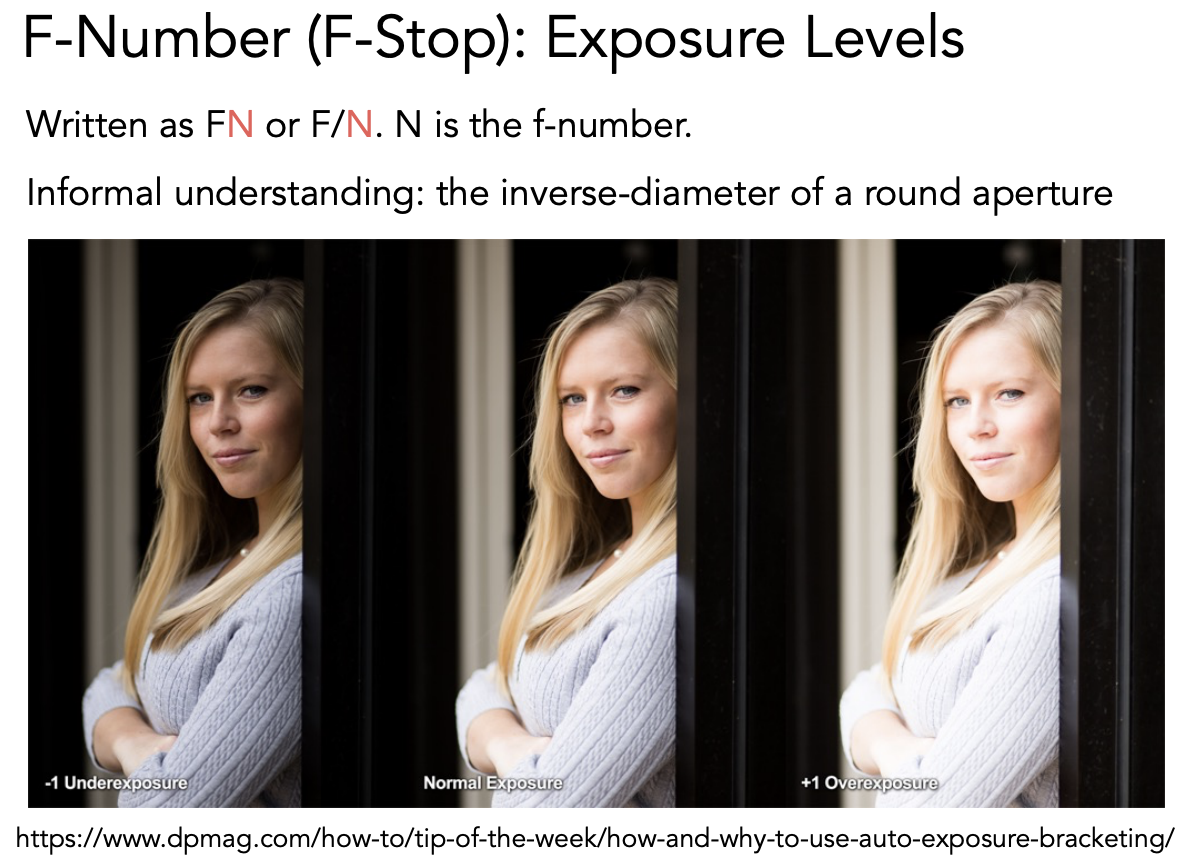 F-Number (F-Stop): Exposure Levels
Written as FN or F/N. N is the f-number.
Informal understanding: the inverse-diameter of a round aperture
-1 Underexposure
Normal Exposure
+1 Overexposure
https://www.dpmag.com/how-to/tip-of-the-week/how-and-why-to-use-auto-exposure-bracketing/